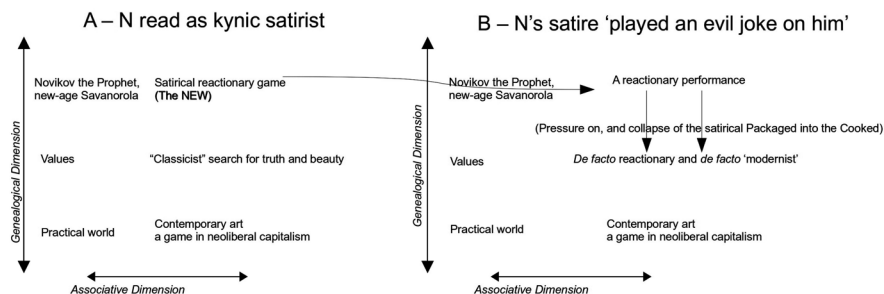 A – N read as kynic satirist
Novikov the Prophet,
new-age Savanorola
Satirical reactionary game
(The NEW)
Values
“Classicist” search for truth and beauty
Practical world
Contemporary art
a game in neoliberal capitalism
Genealogical Dimension
Associative Dimension
B – N’s satire ‘played an evil joke on him’
Novikov the Prophet,
new-age Savanorola
A reactionary performance
(Pressure on, and collapse of the satirical Packaged into the Cooked)
Values
De facto reactionary and de facto ‘modernist’
Practical world
Contemporary art
a game in neoliberal capitalism
Genealogical Dimension
Associative Dimension